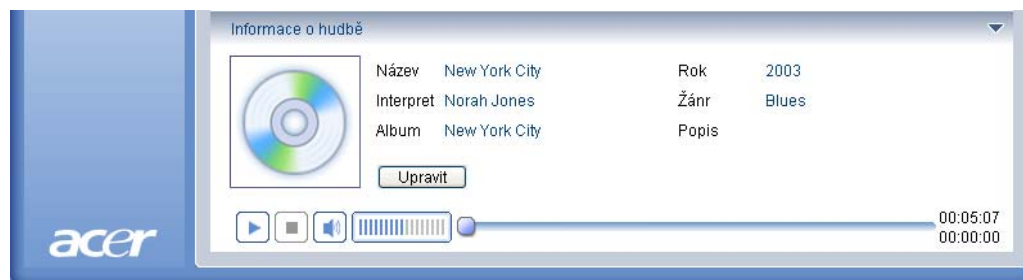 Informace o hudbě
Název New York City Rok 2003
Interpret Norah Jones Žánr Blues
Album New York City Popis
Upravit
00:05:07
00:00:00
acer